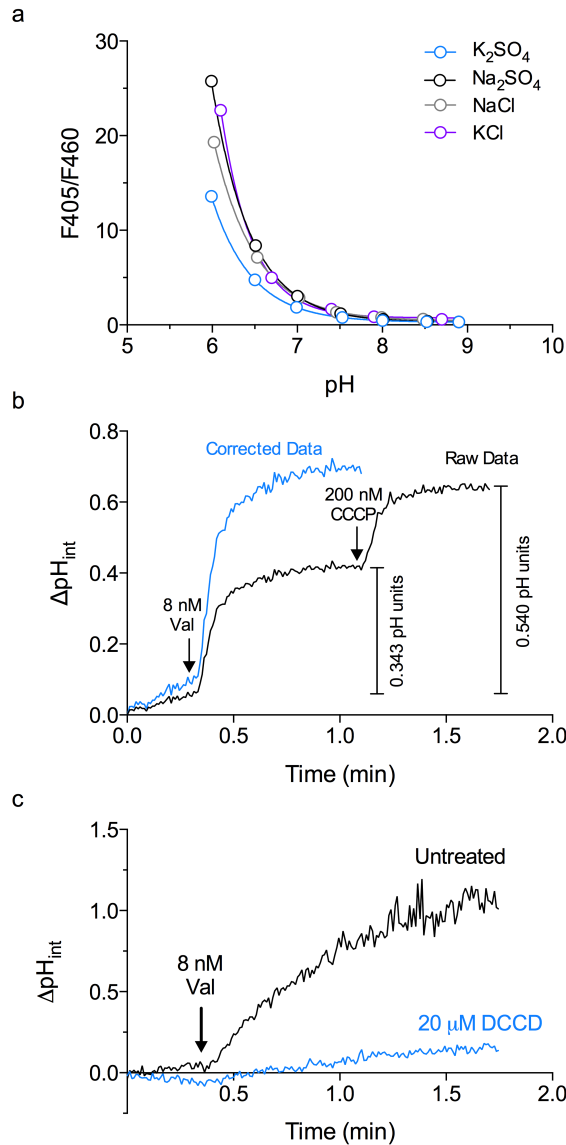 a
K₂SO₄
Na₂SO₄
NaCl
KCl
F405/F460
30
20
10
0
5 6 7 8 9 10
pH
b
Corrected Data
Raw Data
200 nM
CCCP
8 nM
Val
0.343 pH units
0.540 pH units
ΔpHint
0.8
0.6
0.4
0.2
0.0
0.0 0.5 1.0 1.5 2.0
Time (min)
c
Untreated
8 nM
Val
20 μM DCCD
ΔpHint
1.5
1.0
0.5
0.0
0.5 1.0 1.5 2.0
Time (min)